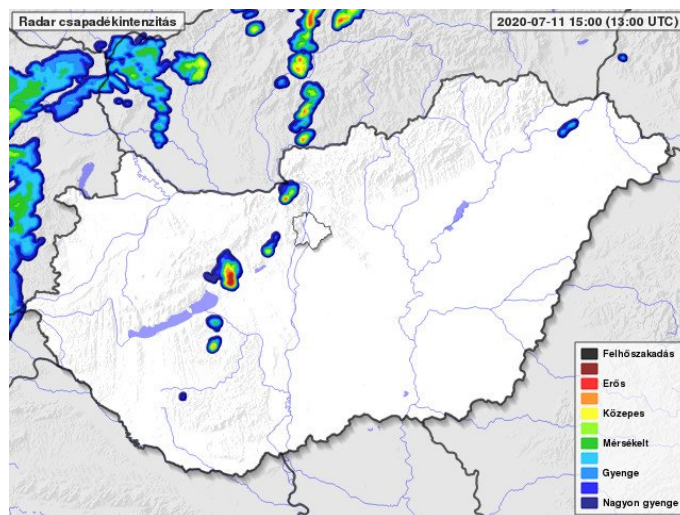 Radar csapadékintenzitás
2020-07-11 15:00 (13:00 UTC)
Felhőszakadás
Erős
Közepes
Mérsékelt
Gyenge
Nagyon gyenge